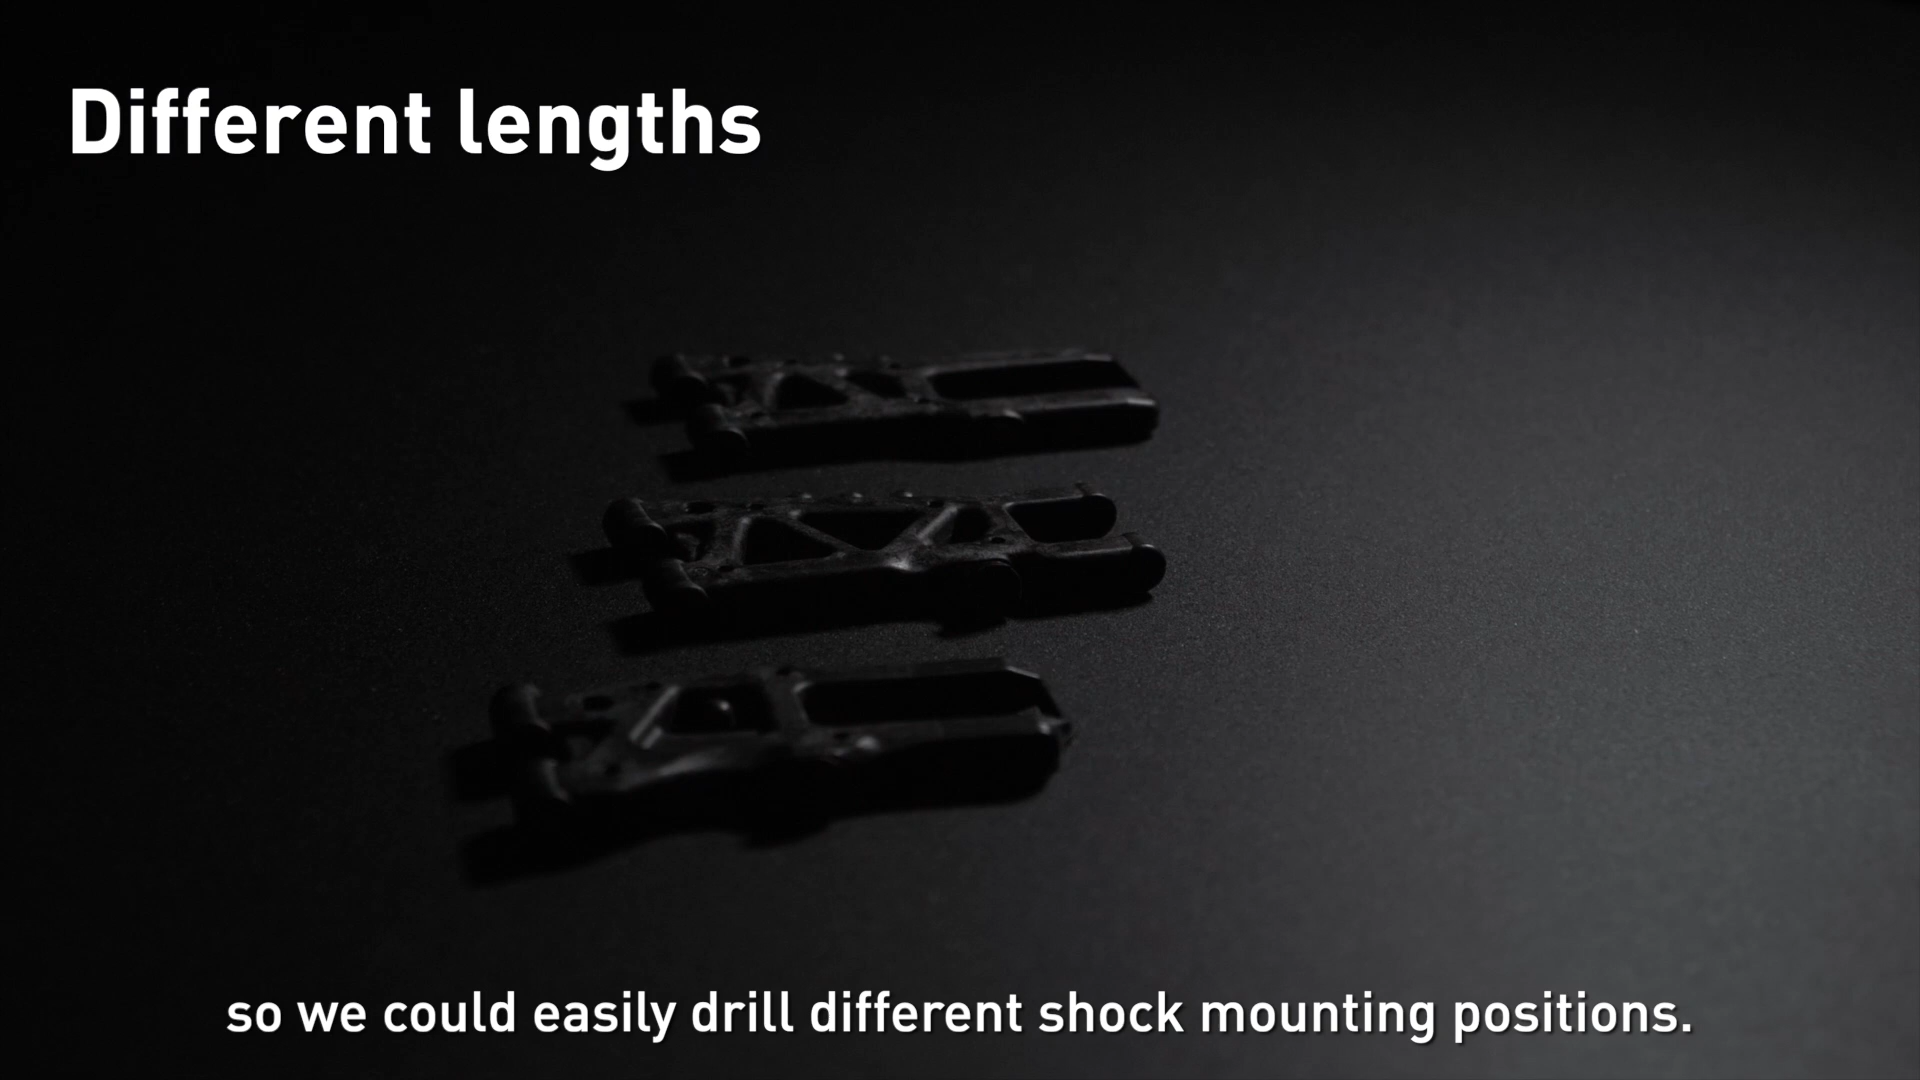 Different lengths
so we could easily drill different shock mounting positions.